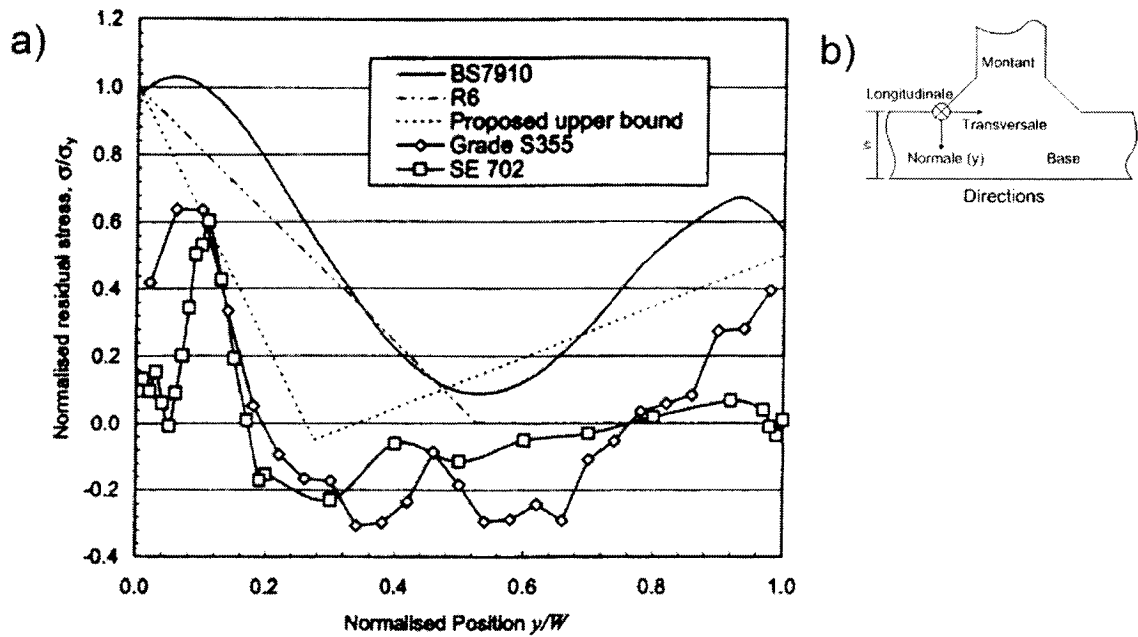 a)
1.2
1.0
0.8
0.6
0.4
0.2
0.0
-0.2
-0.4
Normalised residual stress, σ/σy
BS7910
R6
Proposed upper bound
Grade S355
SE 702
0.0
0.2
0.4
0.6
0.8
1.0
Normalised Position y/W
b)
Montant
Longitudinale
Transversale
Normale (y)
Base
Directions